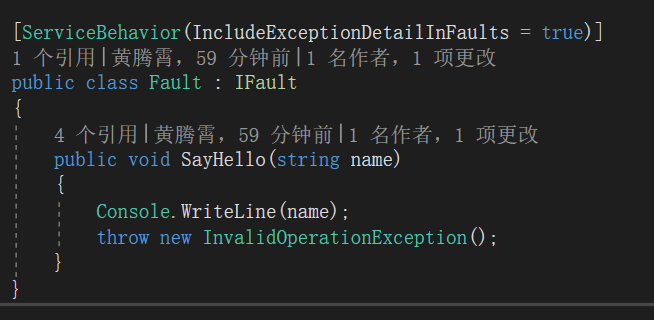 [ServiceBehavior(IncludeExceptionDetailInFaults = true)]
1 个引用|黄腾霄，59 分钟前|1 名作者，1 项更改
public class Fault : IFault
{
4 个引用|黄腾霄，59 分钟前|1 名作者，1 项更改
public void SayHello(string name)
{
Console.WriteLine(name);
throw new InvalidOperationException();
}
}